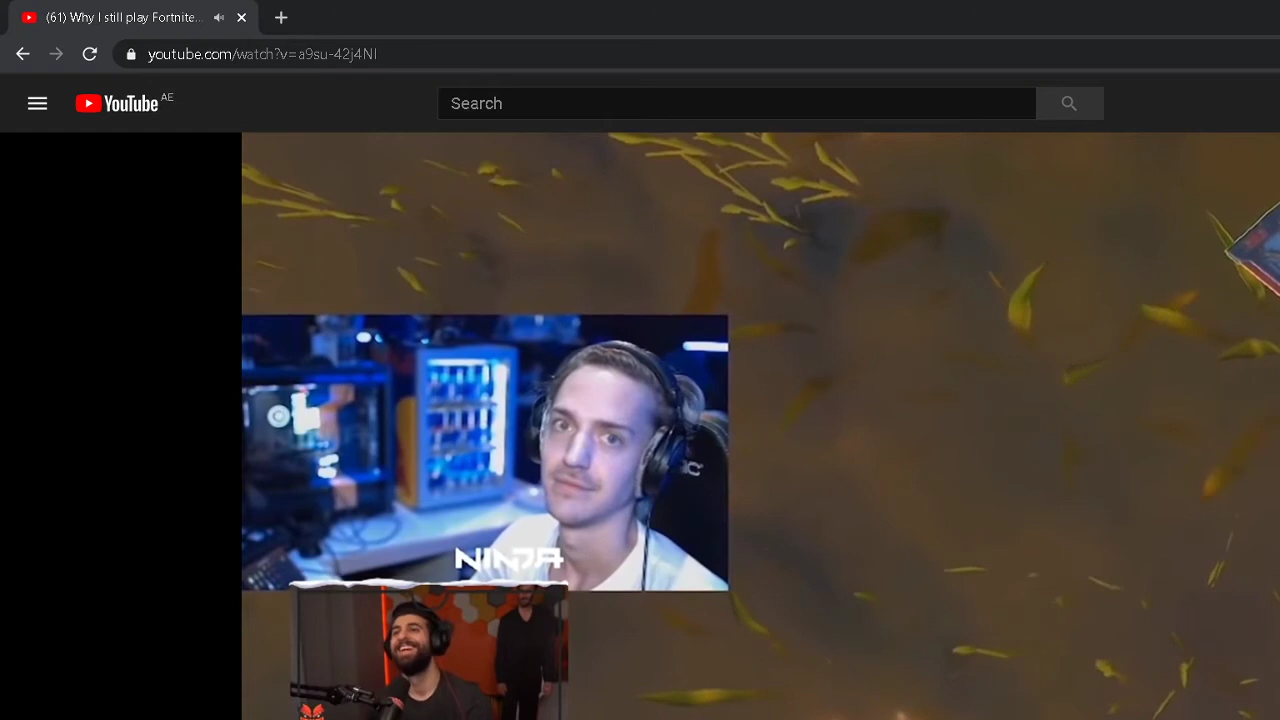 (61) Why I still play Fortnite...
youtube.com/watch?v=a9su-42j4NI
YouTube AE
Search
NINJA